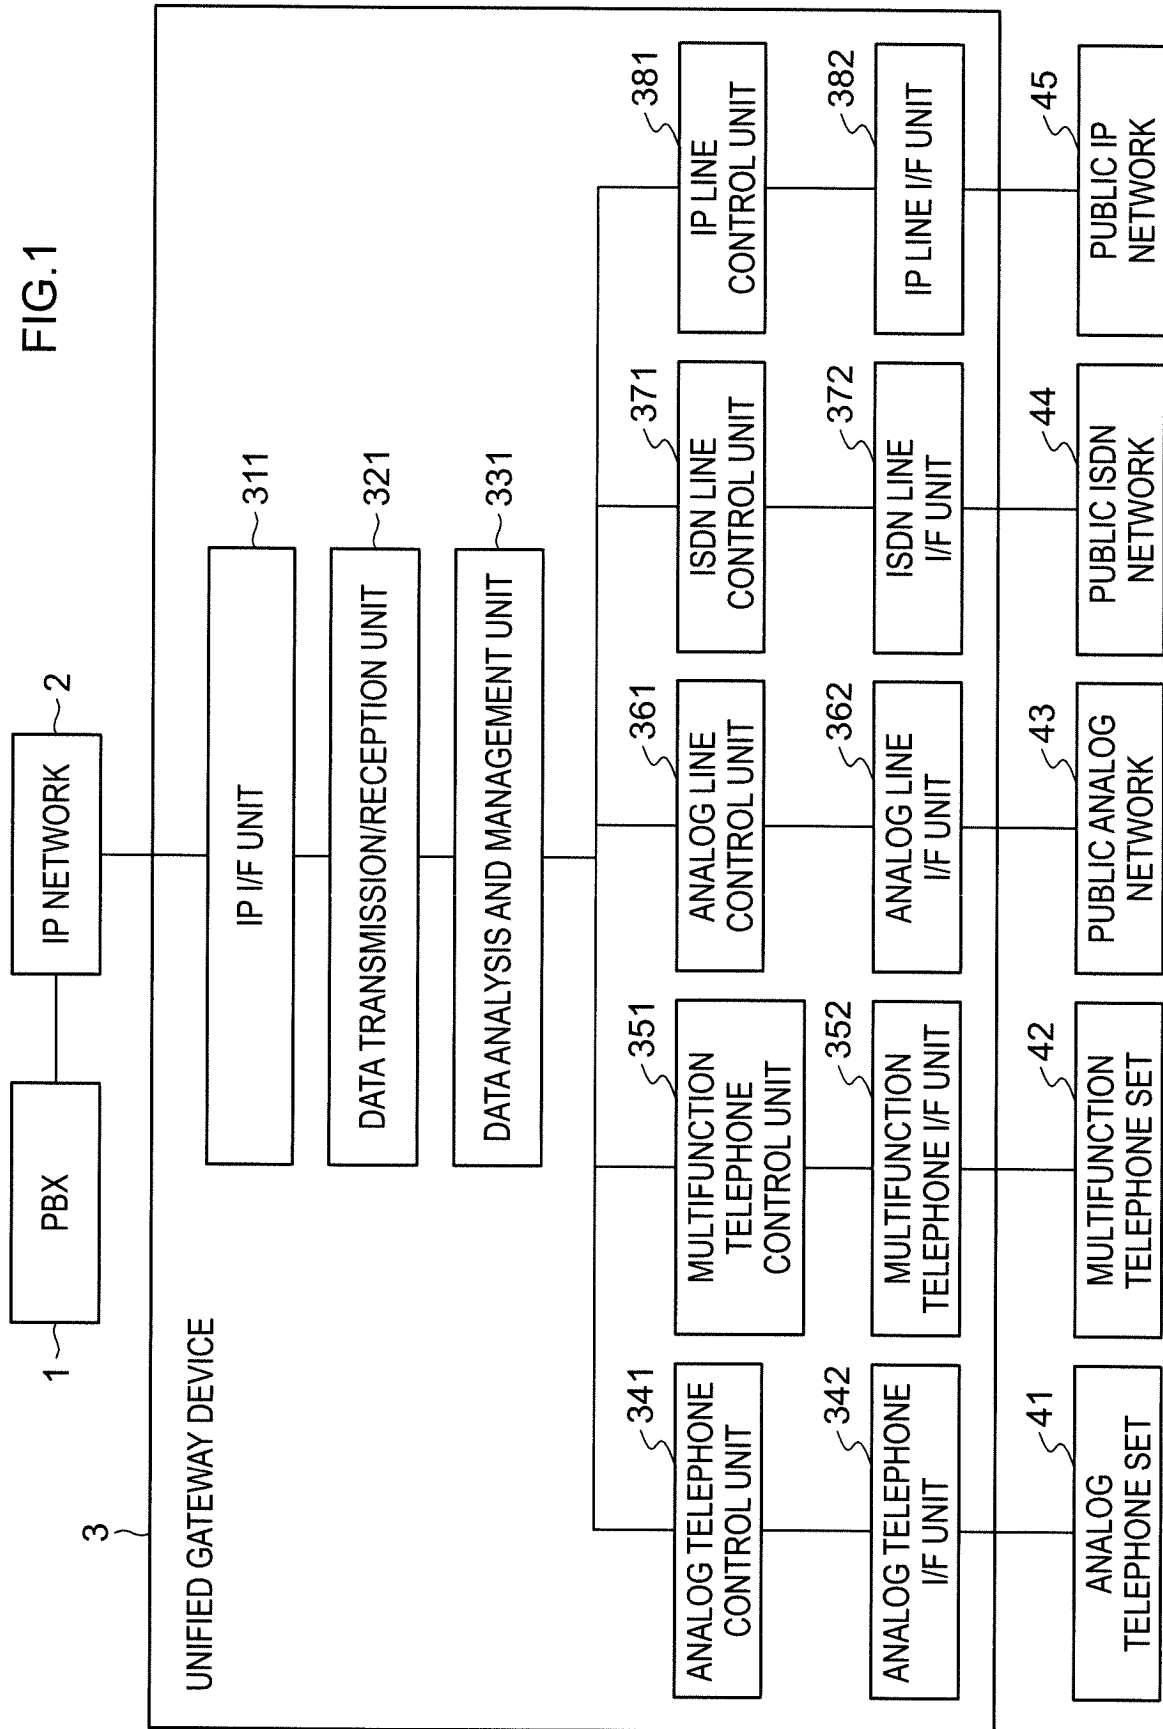 FIG.1
1
PBX
IP NETWORK
2
3
UNIFIED GATEWAY DEVICE
IP I/F UNIT
311
DATA TRANSMISSION/RECEPTION UNIT
321
DATA ANALYSIS AND MANAGEMENT UNIT
331
341
ANALOG TELEPHONE
CONTROL UNIT
351
MULTIFUNCTION
TELEPHONE
CONTROL UNIT
361
ANALOG LINE
CONTROL UNIT
371
ISDN LINE
CONTROL UNIT
381
IP LINE
CONTROL UNIT
342
ANALOG TELEPHONE
I/F UNIT
352
MULTIFUNCTION
TELEPHONE I/F UNIT
362
ANALOG LINE
I/F UNIT
372
ISDN LINE
I/F UNIT
382
IP LINE I/F UNIT
41
ANALOG
TELEPHONE SET
42
MULTIFUNCTION
TELEPHONE SET
43
PUBLIC ANALOG
NETWORK
44
PUBLIC ISDN
NETWORK
45
PUBLIC IP
NETWORK